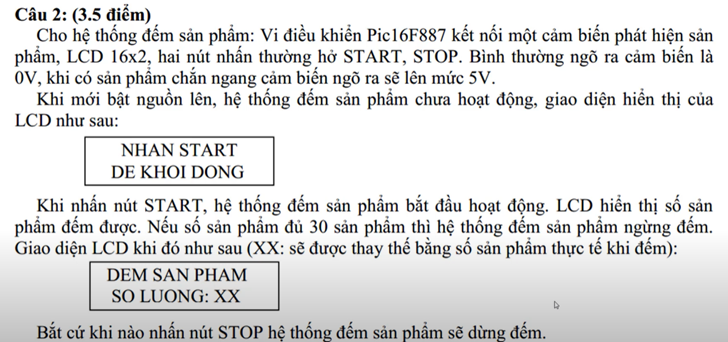 Câu 2: (3.5 điểm)
Cho hệ thống đếm sản phẩm: Vi điều khiển Pic16F887 kết nối một cảm biến phát hiện sản
phẩm, LCD 16x2, hai nút nhấn thường hở START, STOP. Bình thường ngõ ra cảm biến là
0V, khi có sản phẩm chắn ngang cảm biến ngõ ra sẽ lên mức 5V.
Khi mới bật nguồn lên, hệ thống đếm sản phẩm chưa hoạt động, giao diện hiển thị của
LCD như sau:
NHAN START
DE KHOI DONG
Khi nhấn nút START, hệ thống đếm sản phẩm bắt đầu hoạt động. LCD hiển thị số sản
phẩm đếm được. Nếu số sản phẩm đủ 30 sản phẩm thì hệ thống đếm sản phẩm ngừng đếm.
Giao diện LCD khi đó như sau (XX: sẽ được thay thế bằng số sản phẩm thực tế khi đếm):
DEM SAN PHAM
SO LUONG: XX
Bất cứ khi nào nhấn nút STOP hệ thống đếm sản phẩm sẽ dừng đếm.